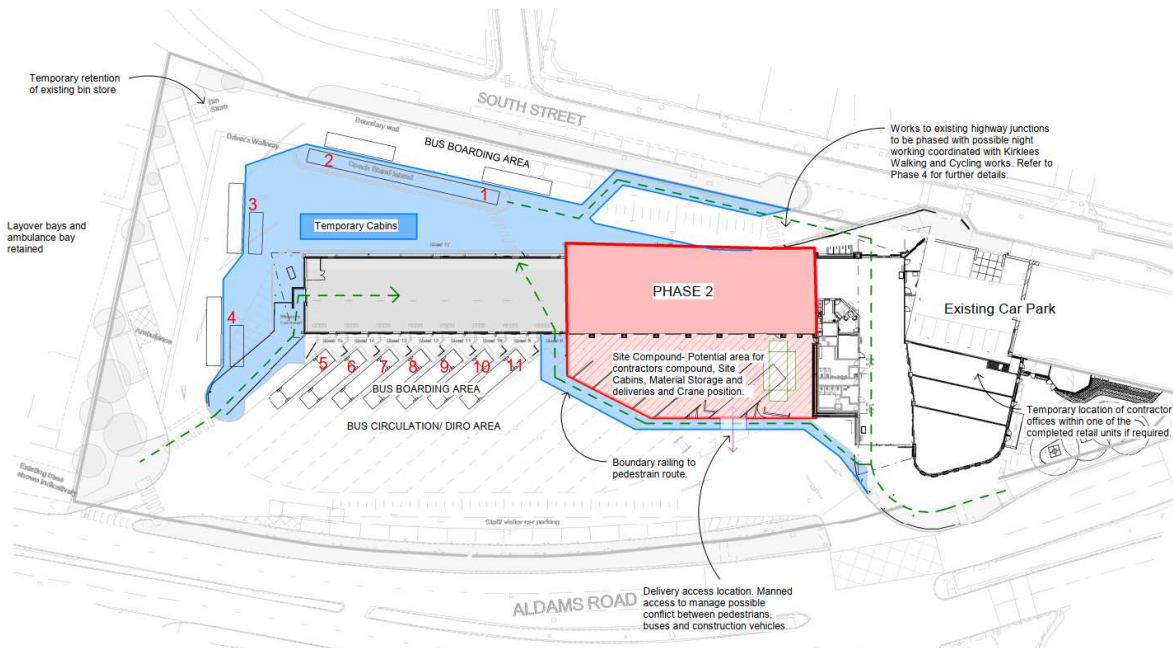 SOUTH STREET
Temporary retention
of existing bin store
Bin
Store
Works to existing highway junctions
to be phased with possible night
working coordinated with Kirklees
Walking and Cycling works. Refer to
Phase 4 for further details.
Boundary wall
BUS BOARDING AREA
Driver's Walkway
2
Coach Stand Island
1
3
Layover bays and
ambulance bay
retained
Temporary Cabins
PHASE 2
Existing Car Park
Ambulance
4
Site Compound- Potential area for
contractors compound, Site
Cabins, Material Storage and
deliveries and Crane position.
5
6
7
8
9
10
11
BUS BOARDING AREA
BUS CIRCULATION/ DIRO AREA
Temporary location of contractor
offices within one of the
completed retail units if required.
Boundary railing to
pedestrain route.
Existing trees
shown indicatively
Staff/ visitor car parking
Delivery access location. Manned
access to manage possible
conflict between pedestrians,
buses and construction vehicles.
ALDAMS ROAD